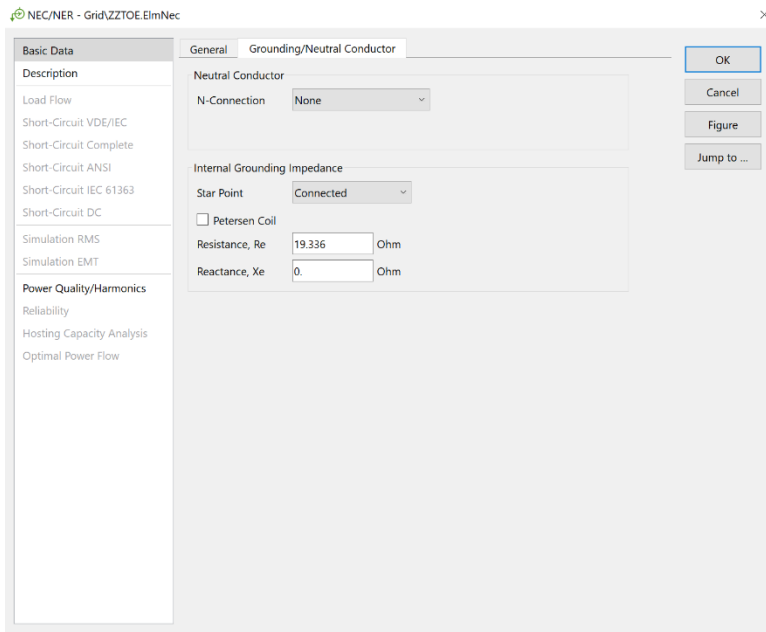 NEC/NER - Grid\ZZTOE.ElmNec
Basic Data
Description
Load Flow
Short-Circuit VDE/IEC
Short-Circuit Complete
Short-Circuit ANSI
Short-Circuit IEC 61363
Short-Circuit DC
Simulation RMS
Simulation EMT
Power Quality/Harmonics
Reliability
Hosting Capacity Analysis
Optimal Power Flow
General Grounding/Neutral Conductor
Neutral Conductor
N-Connection None
Internal Grounding Impedance
Star Point Connected
Petersen Coil
Resistance, Re 19.336 Ohm
Reactance, Xe 0. Ohm
OK
Cancel
Figure
Jump to ...